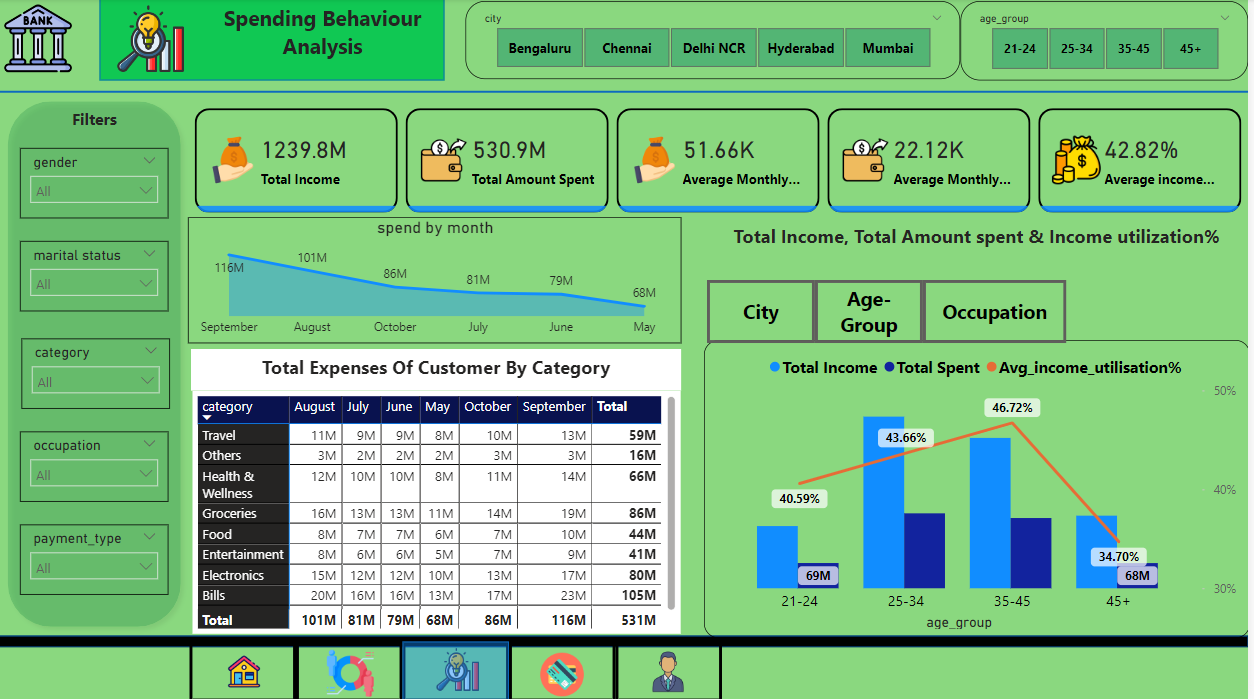 BANK
Spending Behaviour
Analysis
city
Bengaluru
Chennai
Delhi NCR
Hyderabad
Mumbai
age_group
21-24
25-34
35-45
45+
Filters
gender
All
marital status
All
category
All
occupation
All
payment_type
All
1239.8M
Total Income
530.9M
Total Amount Spent
51.66K
Average Monthly...
22.12K
Average Monthly...
42.82%
Average income...
spend by month
116M
101M
86M
81M
79M
68M
September August October July June May
Total Expenses Of Customer By Category
category August July June May October September Total
Travel 11M 9M 9M 8M 10M 13M 59M
Others 3M 2M 2M 2M 3M 3M 16M
Health &
Wellness 12M 10M 10M 8M 11M 14M 66M
Groceries 16M 13M 13M 11M 14M 19M 86M
Food 8M 7M 7M 6M 7M 10M 44M
Entertainment 8M 6M 6M 5M 7M 9M 41M
Electronics 15M 12M 12M 10M 13M 17M 80M
Bills 20M 16M 16M 13M 17M 23M 105M
Total 101M 81M 79M 68M 86M 116M 531M
Total Income, Total Amount spent & Income utilization%
City
Age-
Group
Occupation
Total Income Total Spent Avg_income_utilisation%
50%
40%
30%
40.59%
43.66%
46.72%
34.70%
69M
68M
21-24 25-34 35-45 45+
age_group